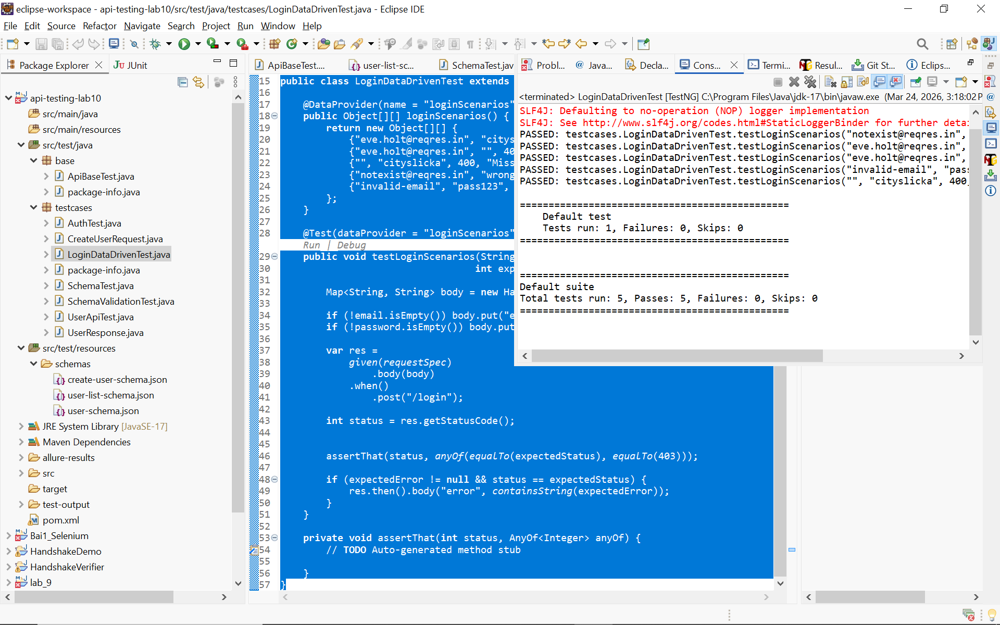 eclipse-workspace - api-testing-lab10/src/test/java/testcases/LoginDataDrivenTest.java - Eclipse IDE
File Edit Source Refactor Navigate Search Project Run Window Help
Package Explorer
JUnit
api-testing-lab10
src/main/java
src/main/resources
src/test/java
base
ApiBaseTest.java
package-info.java
testcases
AuthTest.java
CreateUserRequest.java
LoginDataDrivenTest.java
package-info.java
SchemaTest.java
SchemaValidationTest.java
UserApiTest.java
UserResponse.java
src/test/resources
schemas
create-user-schema.json
user-list-schema.json
user-schema.json
JRE System Library [JavaSE-17]
Maven Dependencies
allure-results
src
target
test-output
pom.xml
Bai1_Selenium
HandshakeDemo
HandshakeVerifier
lab_9
ApiBaseTest....
user-list-sc...
SchemaTest.jav
15 public class LoginDataDrivenTest extends
16
17 @DataProvider(name = "loginScenarios"
18 public Object[][] loginScenarios() {
19 return new Object[][] {
20 {"eve.holt@reqres.in", "citys
21 {"eve.holt@reqres.in", "", 40
22 {"", "cityslicka", 400, "Miss
23 {"notexist@reqres.in", "wrong
24 {"invalid-email", "pass123",
25 };
26 }
27
28 @Test(dataProvider = "loginScenarios"
Run | Debug
29 public void testLoginScenarios(String
30 int exp
31
32 Map<String, String> body = new Ha
33
34 if (!email.isEmpty()) body.put("e
35 if (!password.isEmpty()) body.put
36
37 var res =
38 given(requestSpec)
39 .body(body)
40 .when()
41 .post("/login");
42
43 int status = res.getStatusCode();
44
45
46 assertThat(status, anyOf(equalTo(expectedStatus), equalTo(403)));
47
48 if (expectedError != null && status == expectedStatus) {
49 res.then().body("error", containsString(expectedError));
50 }
51 }
52
53 private void assertThat(int status, AnyOf<Integer> anyOf) {
54 // TODO Auto-generated method stub
55
56 }
57 }
Probl... Java... Decla... Cons... Termi... Resul... Git St... Eclips...
<terminated> LoginDataDrivenTest [TestNG] C:\Program Files\Java\jdk-17\bin\javaw.exe (Mar 24, 2026, 3:18:02 P
SLF4J: Defaulting to no-operation (NOP) logger implementation
SLF4J: See http://www.slf4j.org/codes.html#StaticLoggerBinder for further detai
PASSED: testcases.LoginDataDrivenTest.testLoginScenarios("notexist@reqres.in",
PASSED: testcases.LoginDataDrivenTest.testLoginScenarios("eve.holt@reqres.in",
PASSED: testcases.LoginDataDrivenTest.testLoginScenarios("eve.holt@reqres.in",
PASSED: testcases.LoginDataDrivenTest.testLoginScenarios("invalid-email", "pass
PASSED: testcases.LoginDataDrivenTest.testLoginScenarios("", "cityslicka", 400,
===============================================
Default test
Tests run: 1, Failures: 0, Skips: 0
===============================================
===============================================
Default suite
Total tests run: 5, Passes: 5, Failures: 0, Skips: 0
===============================================